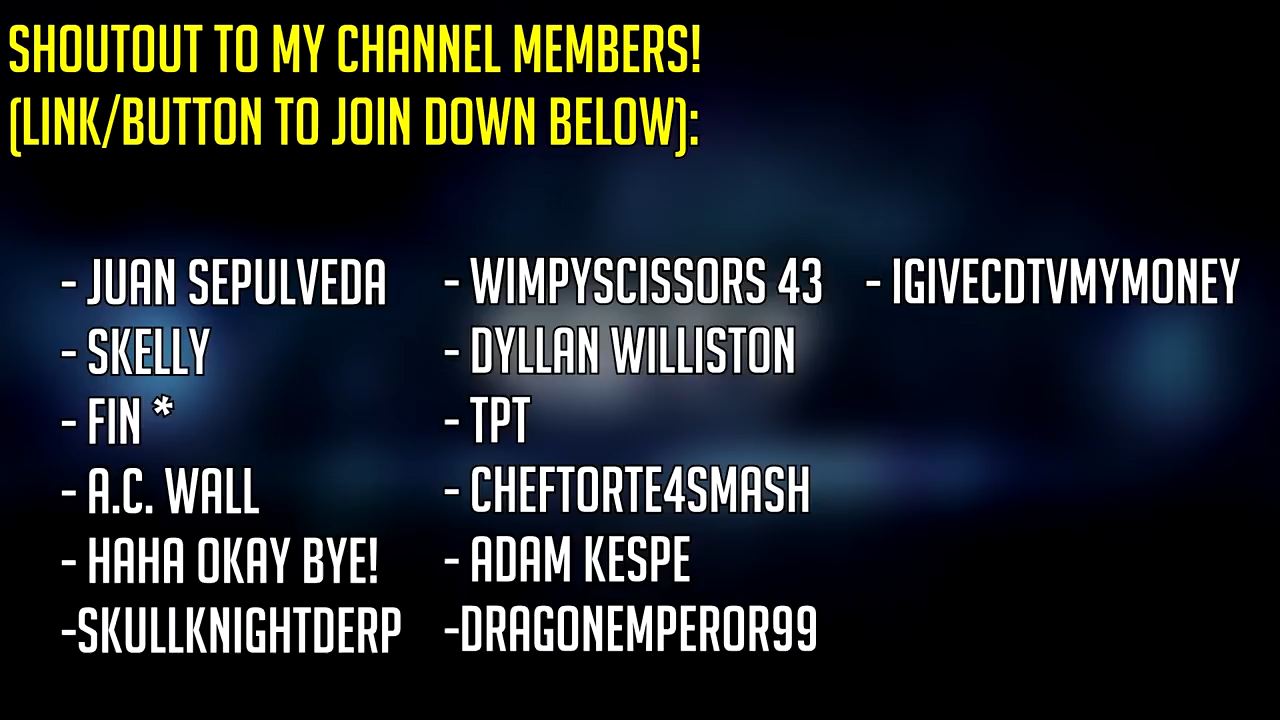 SHOUTOUT TO MY CHANNEL MEMBERS!
(LINK/BUTTON TO JOIN DOWN BELOW):
- JUAN SEPULVEDA
- SKELLY
- FIN *
- A.C. WALL
- HAHA OKAY BYE!
-SKULLKNIGHTDERP
- WIMPYSCISSORS 43
- DYLLAN WILLISTON
- TPT
- CHEFTORTE4SMASH
- ADAM KESPE
-DRAGONEMPEROR99
- IGIVECDTVMYMONEY